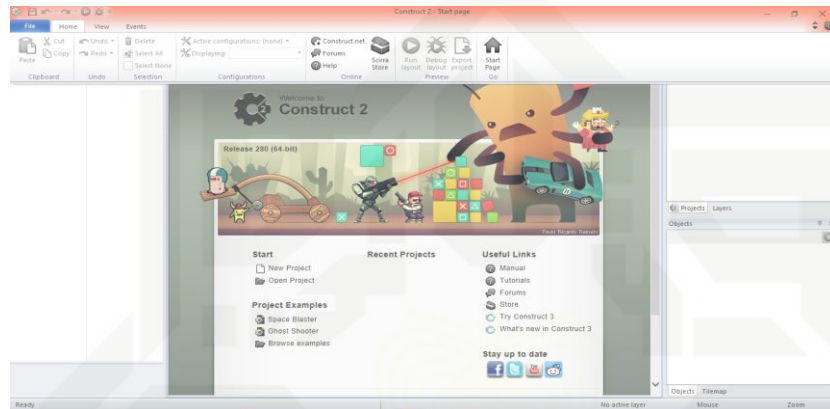 Construct 2 - Start page
File Home View Events
Paste
Cut
Copy
Clipboard
Undo
Redo
Undo
Delete
Select All
Select None
Selection
Active configurations: (none)
Displaying:
Configurations
Construct.net
Forums
Help
Online
Scirra Store
Run layout
Debug layout
Export project
Preview
Start Page
Go
Welcome to
Construct 2
Release 280 (64-bit)
Start
New Project
Open Project
Project Examples
Space Blaster
Ghost Shooter
Browse examples
Recent Projects
Useful Links
Manual
Tutorials
Forums
Store
Try Construct 3
What's new in Construct 3
Stay up to date
Projects Layers
Objects
Objects Tilemap
Ready
No active layer
Mouse
Zoom